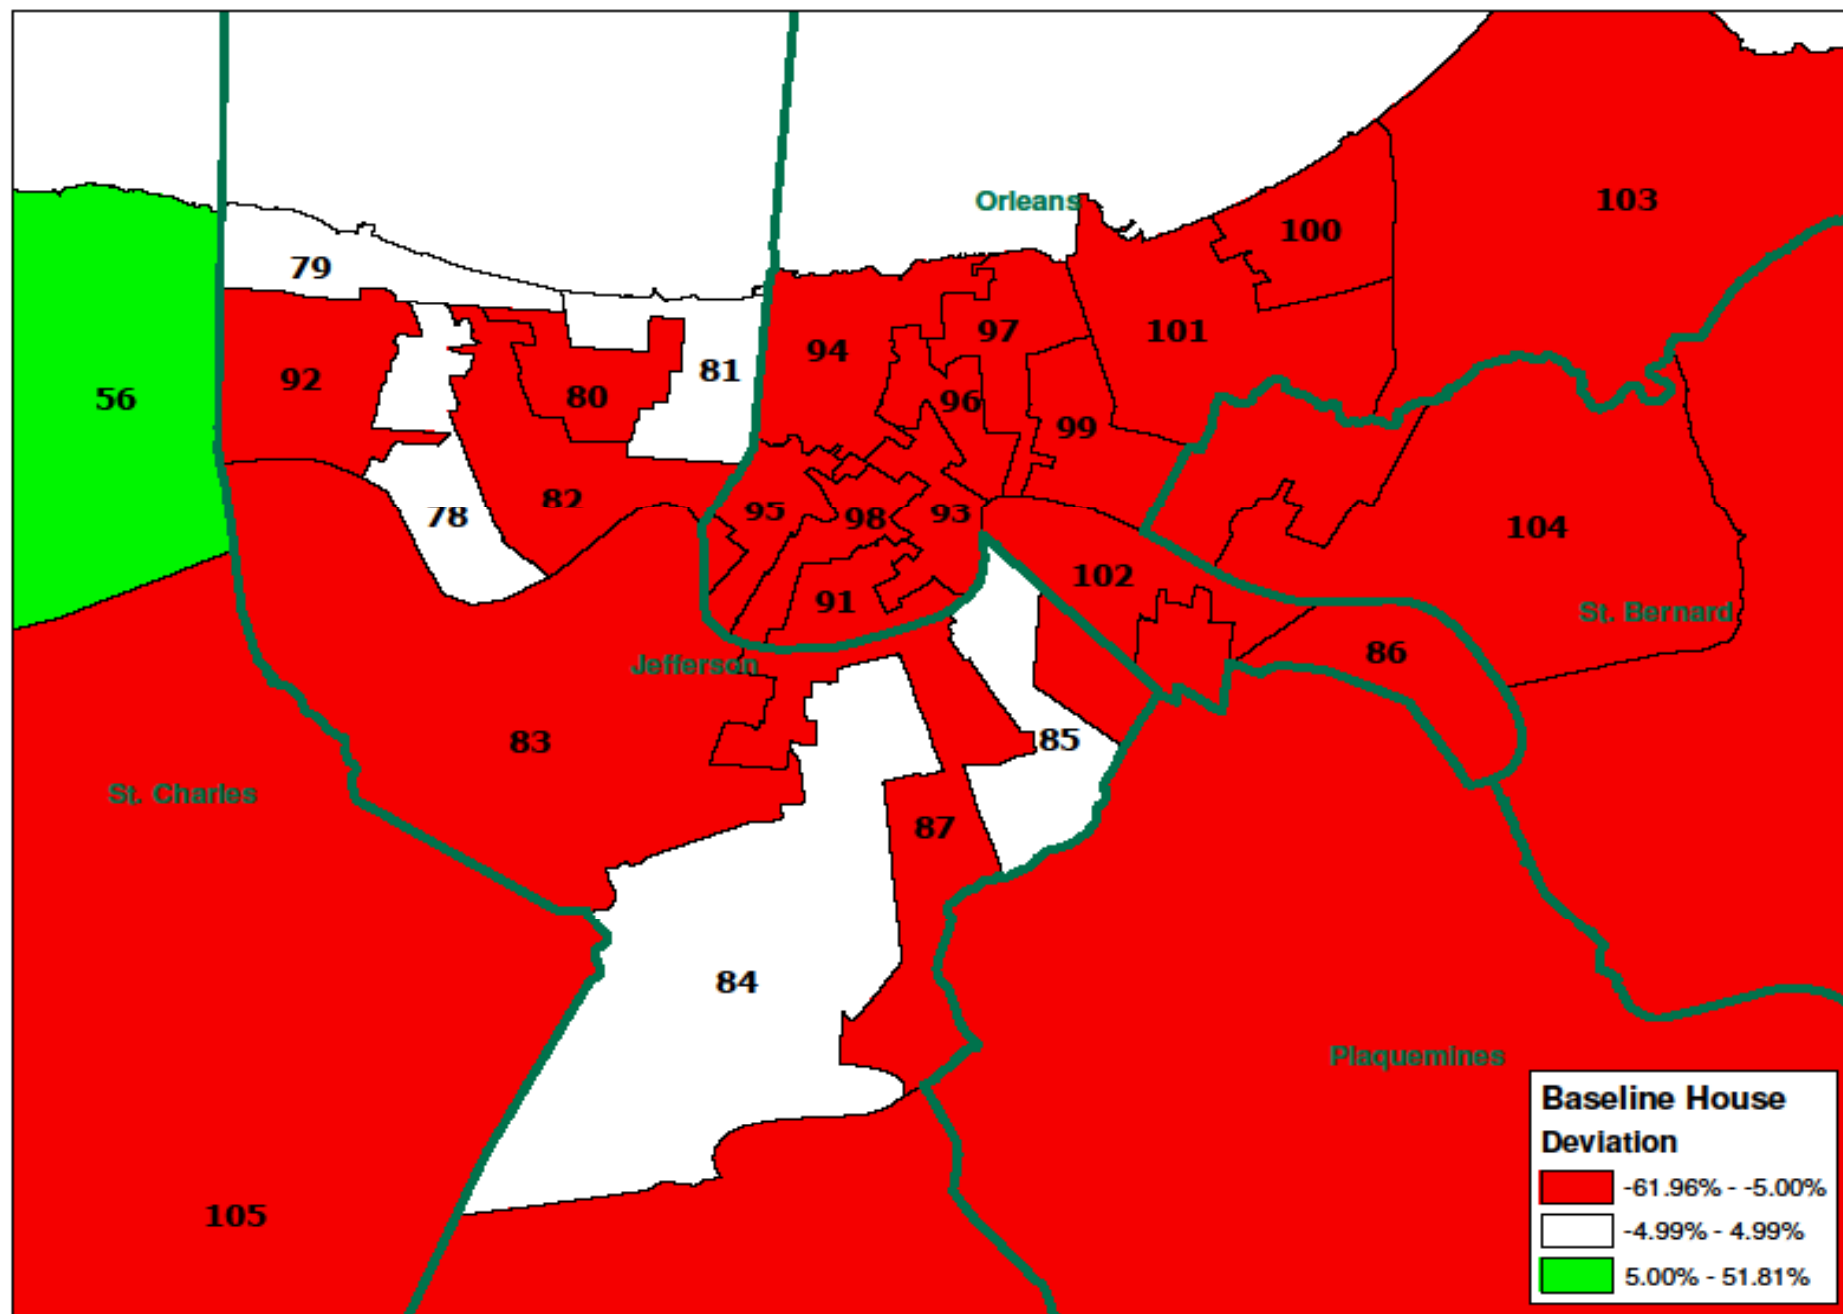 Orleans
103
100
79
97
101
94
81
92
80
56
96
99
82
95
98
93
78
104
102
91
St. Bernard
86
Jefferson
83
85
St. Charles
87
84
Plaquemines
105
Baseline House
Deviation
-61.96% - -5.00%
-4.99% - 4.99%
5.00% - 51.81%